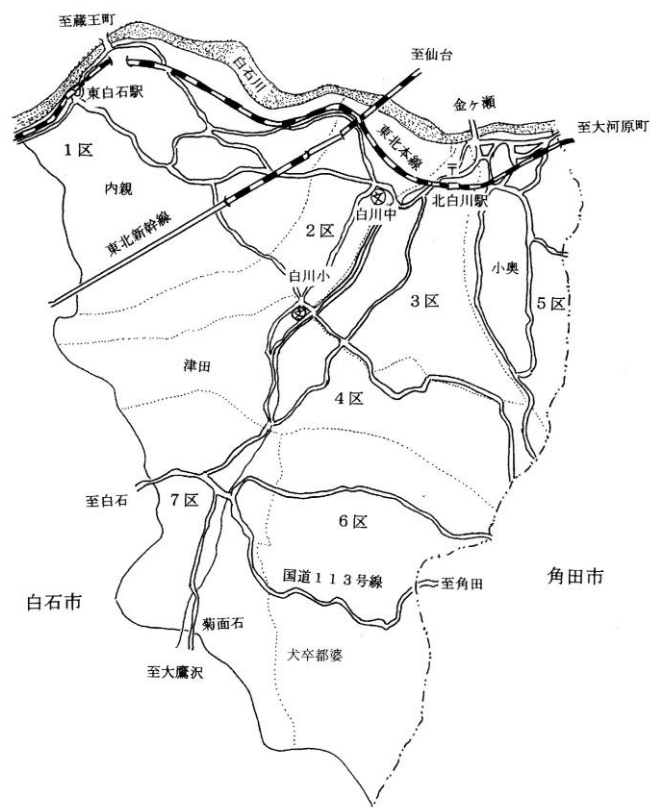 至蔵王町
至仙台
白石川
東白石駅
金ヶ瀬
至大河原町
東北本線
〒
1区
北白川駅
内親
白川中
2区
東北新幹線
小奥
白川小
3区
5区
津田
4区
至白石
7区
6区
国道113号線
至角田
角田市
白石市
菊面石
犬卒都婆
至大鷹沢